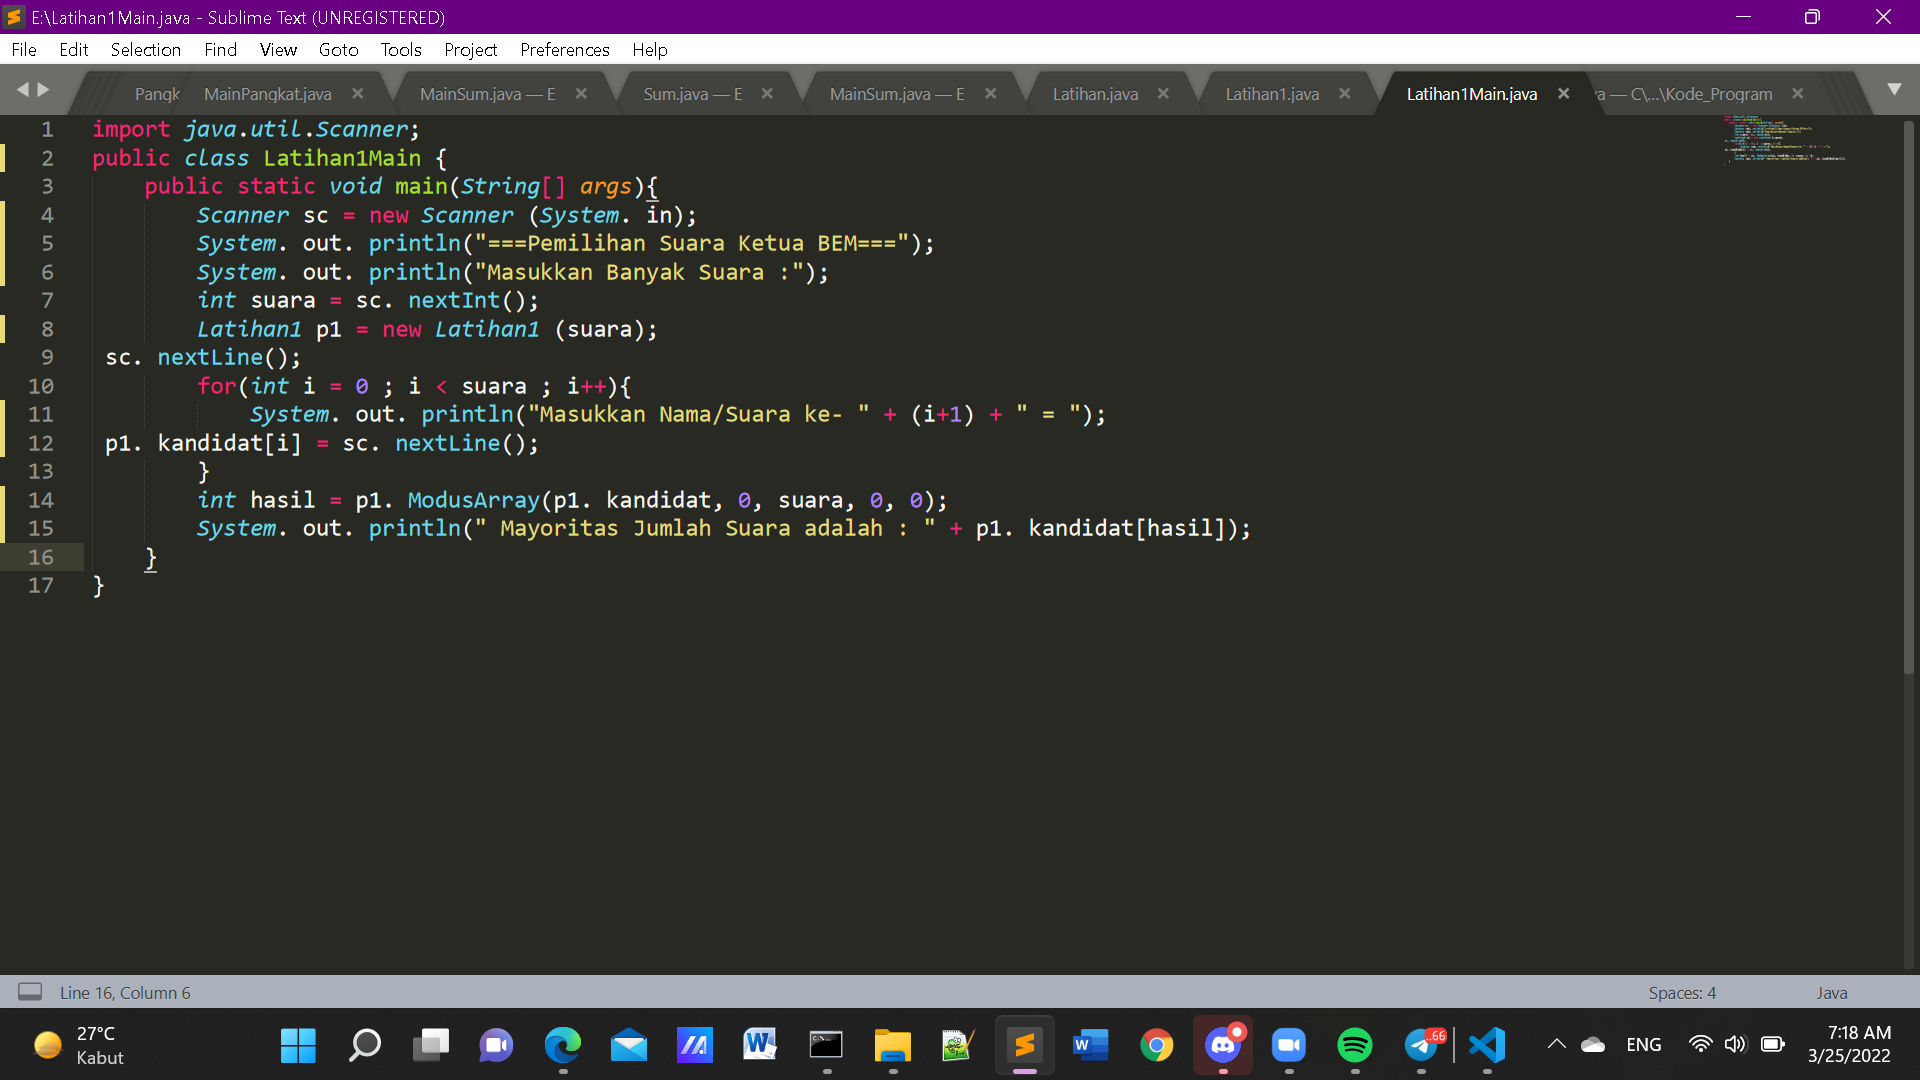 E:\Latihan1Main.java - Sublime Text (UNREGISTERED)
File Edit Selection Find View Goto Tools Project Preferences Help
Pangk MainPangkat.java MainSum.java — E Sum.java — E MainSum.java — E Latihan.java Latihan1.java Latihan1Main.java a — C\...\Kode_Program
1 import java.util.Scanner;
2 public class Latihan1Main {
3 public static void main(String[] args){
4 Scanner sc = new Scanner (System. in);
5 System. out. println("===Pemilihan Suara Ketua BEM===");
6 System. out. println("Masukkan Banyak Suara :");
7 int suara = sc. nextInt();
8 Latihan1 p1 = new Latihan1 (suara);
9 sc. nextLine();
10 for(int i = 0 ; i < suara ; i++){
11 System. out. println("Masukkan Nama/Suara ke- " + (i+1) + " = ");
12 p1. kandidat[i] = sc. nextLine();
13 }
14 int hasil = p1. ModusArray(p1. kandidat, 0, suara, 0, 0);
15 System. out. println(" Mayoritas Jumlah Suara adalah : " + p1. kandidat[hasil]);
16 }
17 }
Line 16, Column 6 Spaces: 4 Java
27°C
Kabut
66
ENG
7:18 AM
3/25/2022